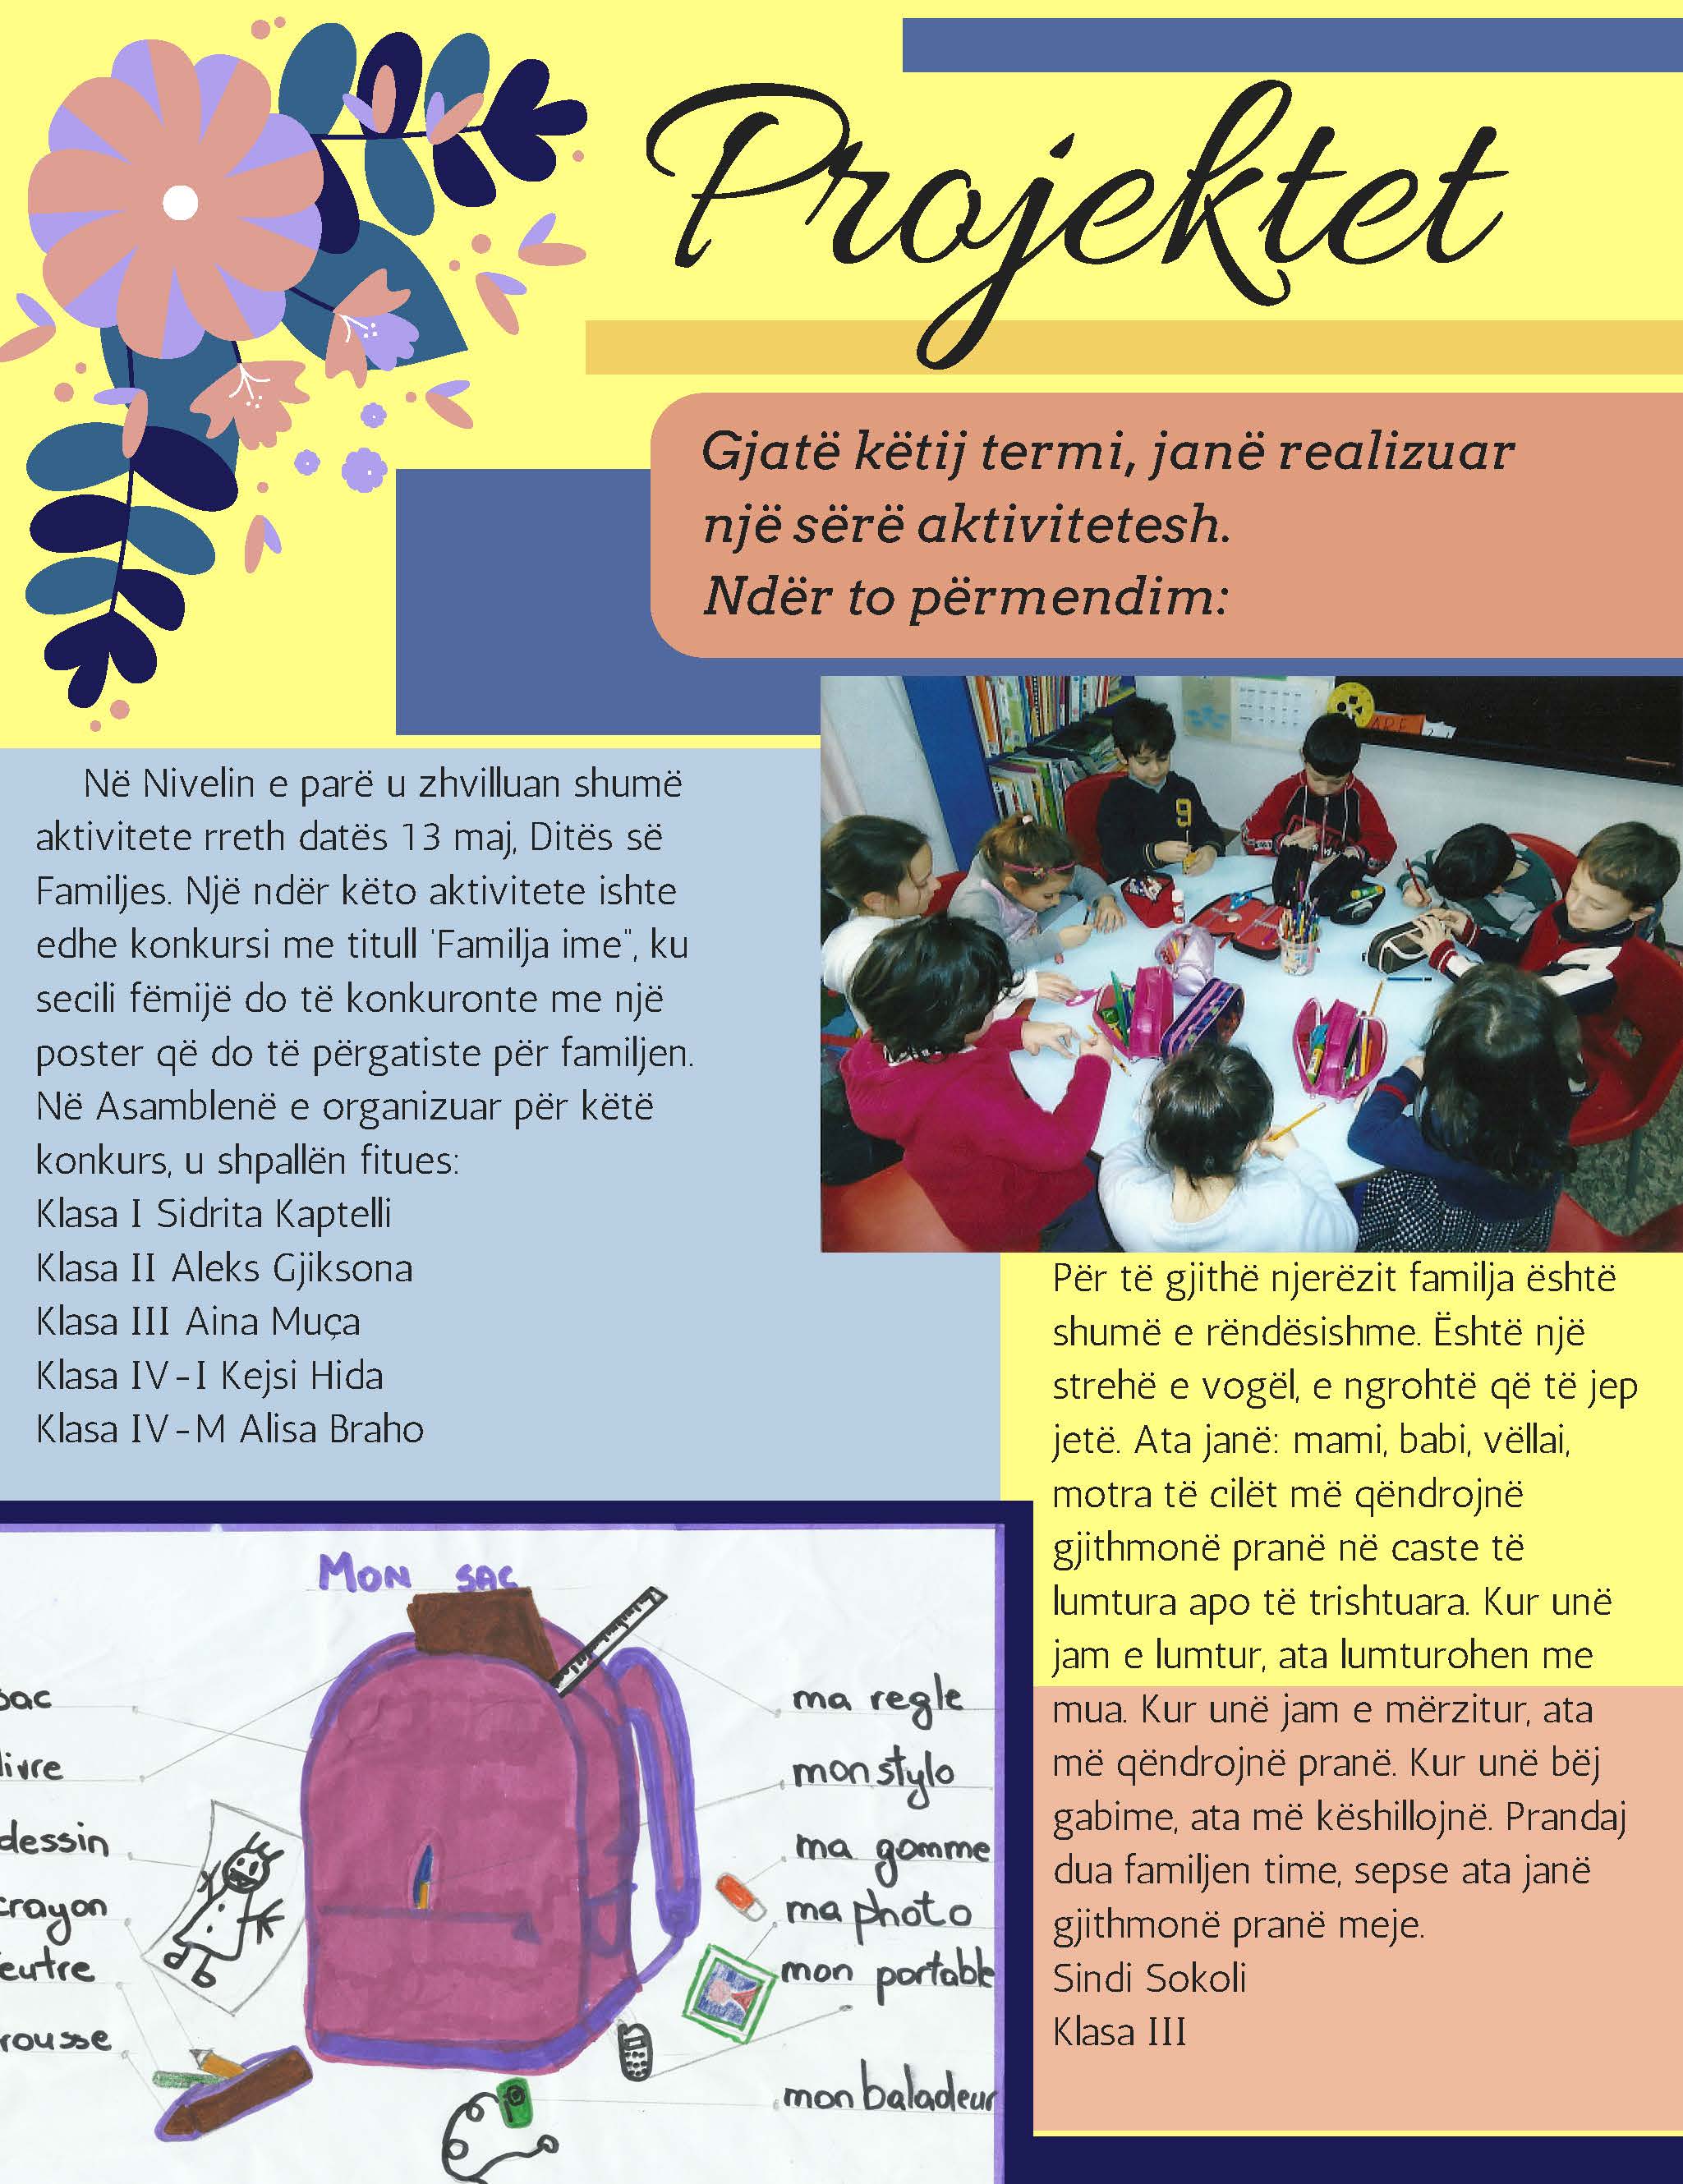 Projektet
Gjatë këtij termi, janë realizuar
një sërë aktivitetesh.
Ndër to përmendim:
Në Nivelin e parë u zhvilluan shumë
aktivitete rreth datës 13 maj, Ditës së
Familjes. Një ndër këto aktivitete ishte
edhe konkursi me titull 'Familja ime", ku
secili fëmijë do të konkuronte me një
poster që do të përgatiste për familjen.
Në Asamblenë e organizuar për këtë
konkurs, u shpallën fitues:
Klasa I Sidrita Kaptelli
Klasa II Aleks Gjiksona
Klasa III Aina Muça
Klasa IV-I Kejsi Hida
Klasa IV-M Alisa Braho
Për të gjithë njerëzit familja është
shumë e rëndësishme. Është një
strehë e vogël, e ngrohtë që të jep
jetë. Ata janë: mami, babi, vëllai,
motra të cilët më qëndrojnë
gjithmonë pranë në caste të
lumtura apo të trishtuara. Kur unë
jam e lumtur, ata lumturohen me
mua. Kur unë jam e mërzitur, ata
më qëndrojnë pranë. Kur unë bëj
gabime, ata më këshillojnë. Prandaj
dua familjen time, sepse ata janë
gjithmonë pranë meje.
Sindi Sokoli
Klasa III
MON SAC
sac
livre
dessin
crayon
eutre
rousse
ma regle
mon stylo
ma gomme
ma photo
mon portable
mon baladeur